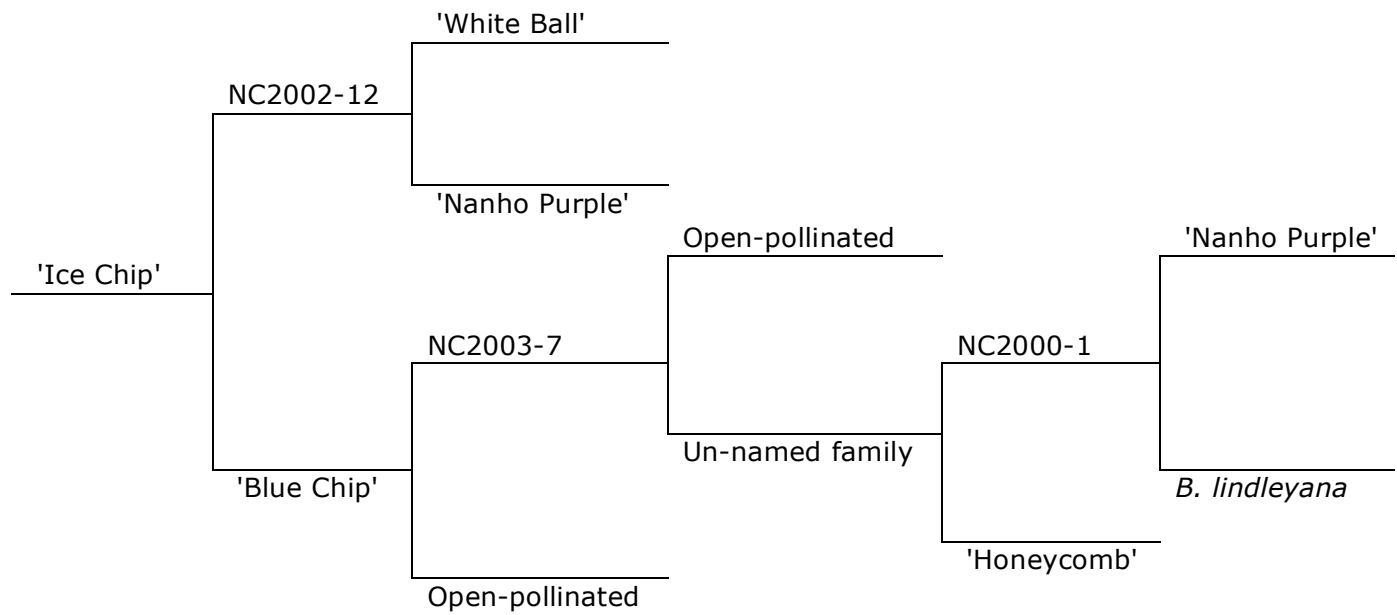 'White Ball'
NC2002-12
'Nanho Purple'
Open-pollinated
'Nanho Purple'
'Ice Chip'
NC2003-7
NC2000-1
Un-named family
'Blue Chip'
B. lindleyana
'Honeycomb'
Open-pollinated